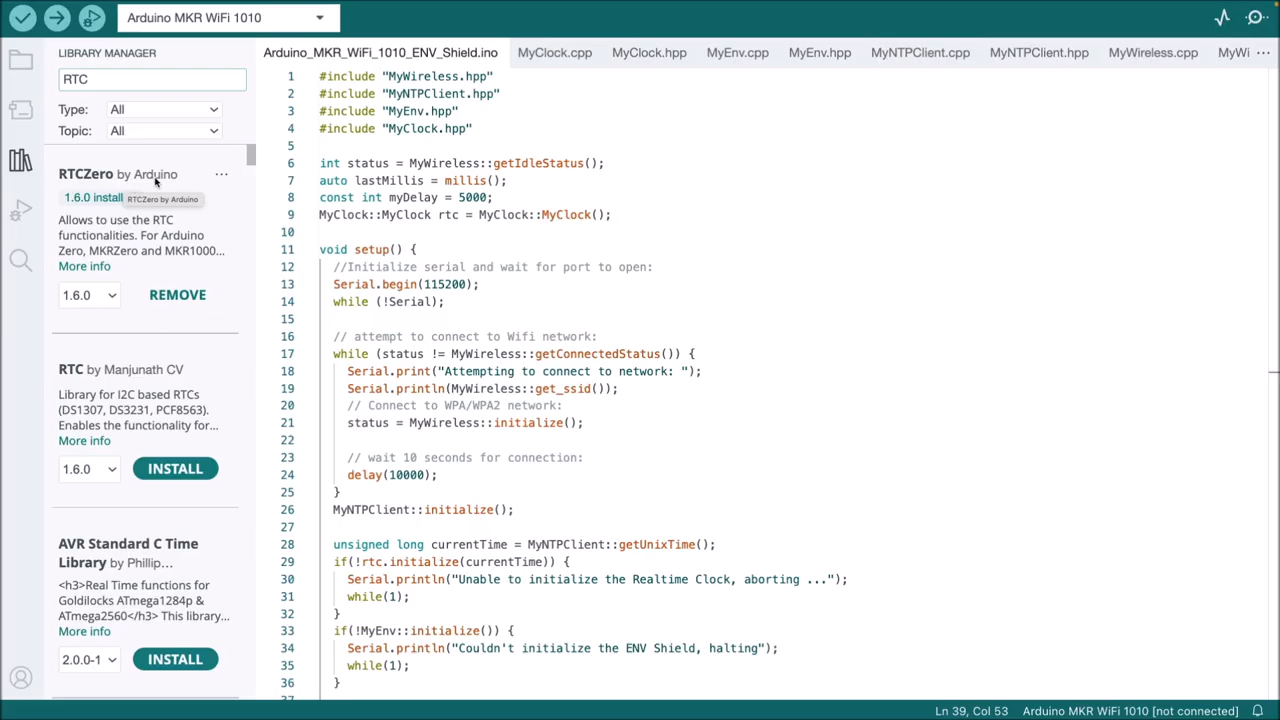 Arduino MKR WiFi 1010
LIBRARY MANAGER
RTC
Type: All
Topic: All
RTCZero by Arduino
1.6.0 install
RTCZero by Arduino
Allows to use the RTC
functionalities. For Arduino
Zero, MKRZero and MKR1000...
More info
1.6.0 REMOVE
RTC by Manjunath CV
Library for I2C based RTCs
(DS1307, DS3231, PCF8563).
Enables the functionality for...
More info
1.6.0 INSTALL
AVR Standard C Time
Library by Phillip...
<h3>Real Time functions for
Goldilocks ATmega1284p &
ATmega2560</h3> This library...
More info
2.0.0-1 INSTALL
Arduino_MKR_WiFi_1010_ENV_Shield.ino MyClock.cpp MyClock.hpp MyEnv.cpp MyEnv.hpp MyNTPClient.cpp MyNTPClient.hpp MyWireless.cpp MyWi ...
1 #include "MyWireless.hpp"
2 #include "MyNTPClient.hpp"
3 #include "MyEnv.hpp"
4 #include "MyClock.hpp"
5
6 int status = MyWireless::getIdleStatus();
7 auto lastMillis = millis();
8 const int myDelay = 5000;
9 MyClock::MyClock rtc = MyClock::MyClock();
10
11 void setup() {
12 //Initialize serial and wait for port to open:
13 Serial.begin(115200);
14 while (!Serial);
15
16 // attempt to connect to Wifi network:
17 while (status != MyWireless::getConnectedStatus()) {
18 Serial.print("Attempting to connect to network: ");
19 Serial.println(MyWireless::get_ssid());
20 // Connect to WPA/WPA2 network:
21 status = MyWireless::initialize();
22
23 // wait 10 seconds for connection:
24 delay(10000);
25 }
26 MyNTPClient::initialize();
27
28 unsigned long currentTime = MyNTPClient::getUnixTime();
29 if(!rtc.initialize(currentTime)) {
30 Serial.println("Unable to initialize the Realtime Clock, aborting ...");
31 while(1);
32 }
33 if(!MyEnv::initialize()) {
34 Serial.println("Couldn't initialize the ENV Shield, halting");
35 while(1);
36 }
37
Ln 39, Col 53 Arduino MKR WiFi 1010 [not connected]